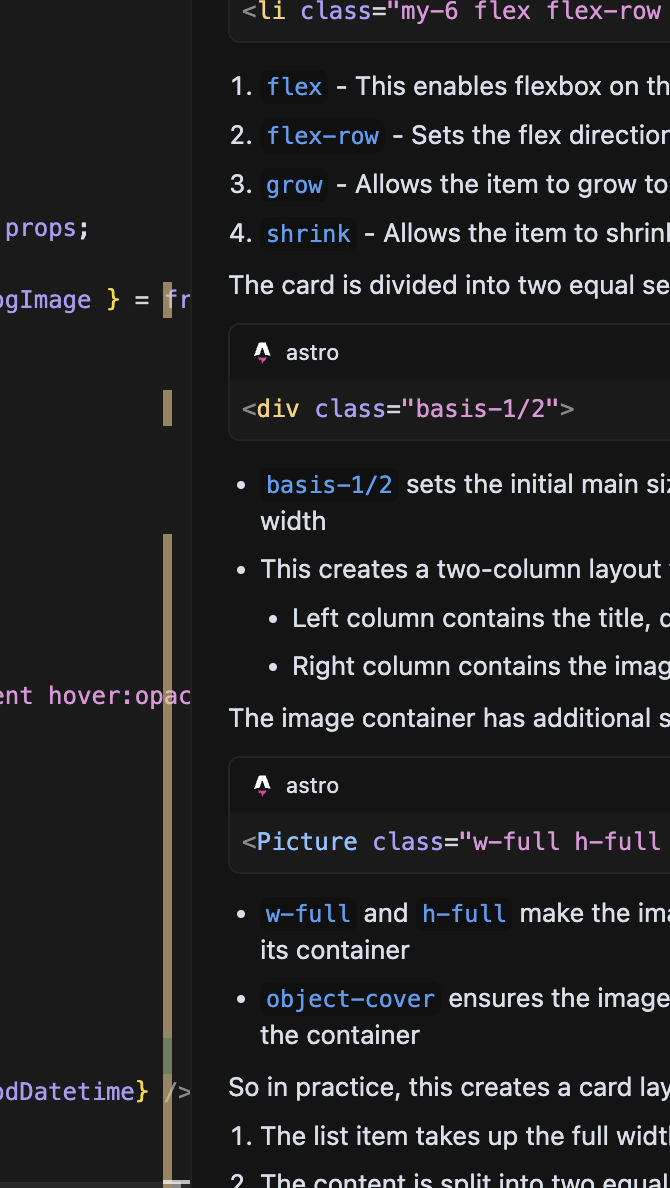 <li class="my-6 flex flex-row
1. flex - This enables flexbox on th
2. flex-row - Sets the flex direction
3. grow - Allows the item to grow to
4. shrink - Allows the item to shrin
The card is divided into two equal se
astro
<div class="basis-1/2">
• basis-1/2 sets the initial main siz
width
• This creates a two-column layout
• Left column contains the title, d
• Right column contains the imag
The image container has additional s
astro
<Picture class="w-full h-full
• w-full and h-full make the ima
its container
• object-cover ensures the image
the container
So in practice, this creates a card lay
1. The list item takes up the full widt
2. The content is split into two equal
props;
ogImage } = fr
ent hover:opac
odDatetime} />